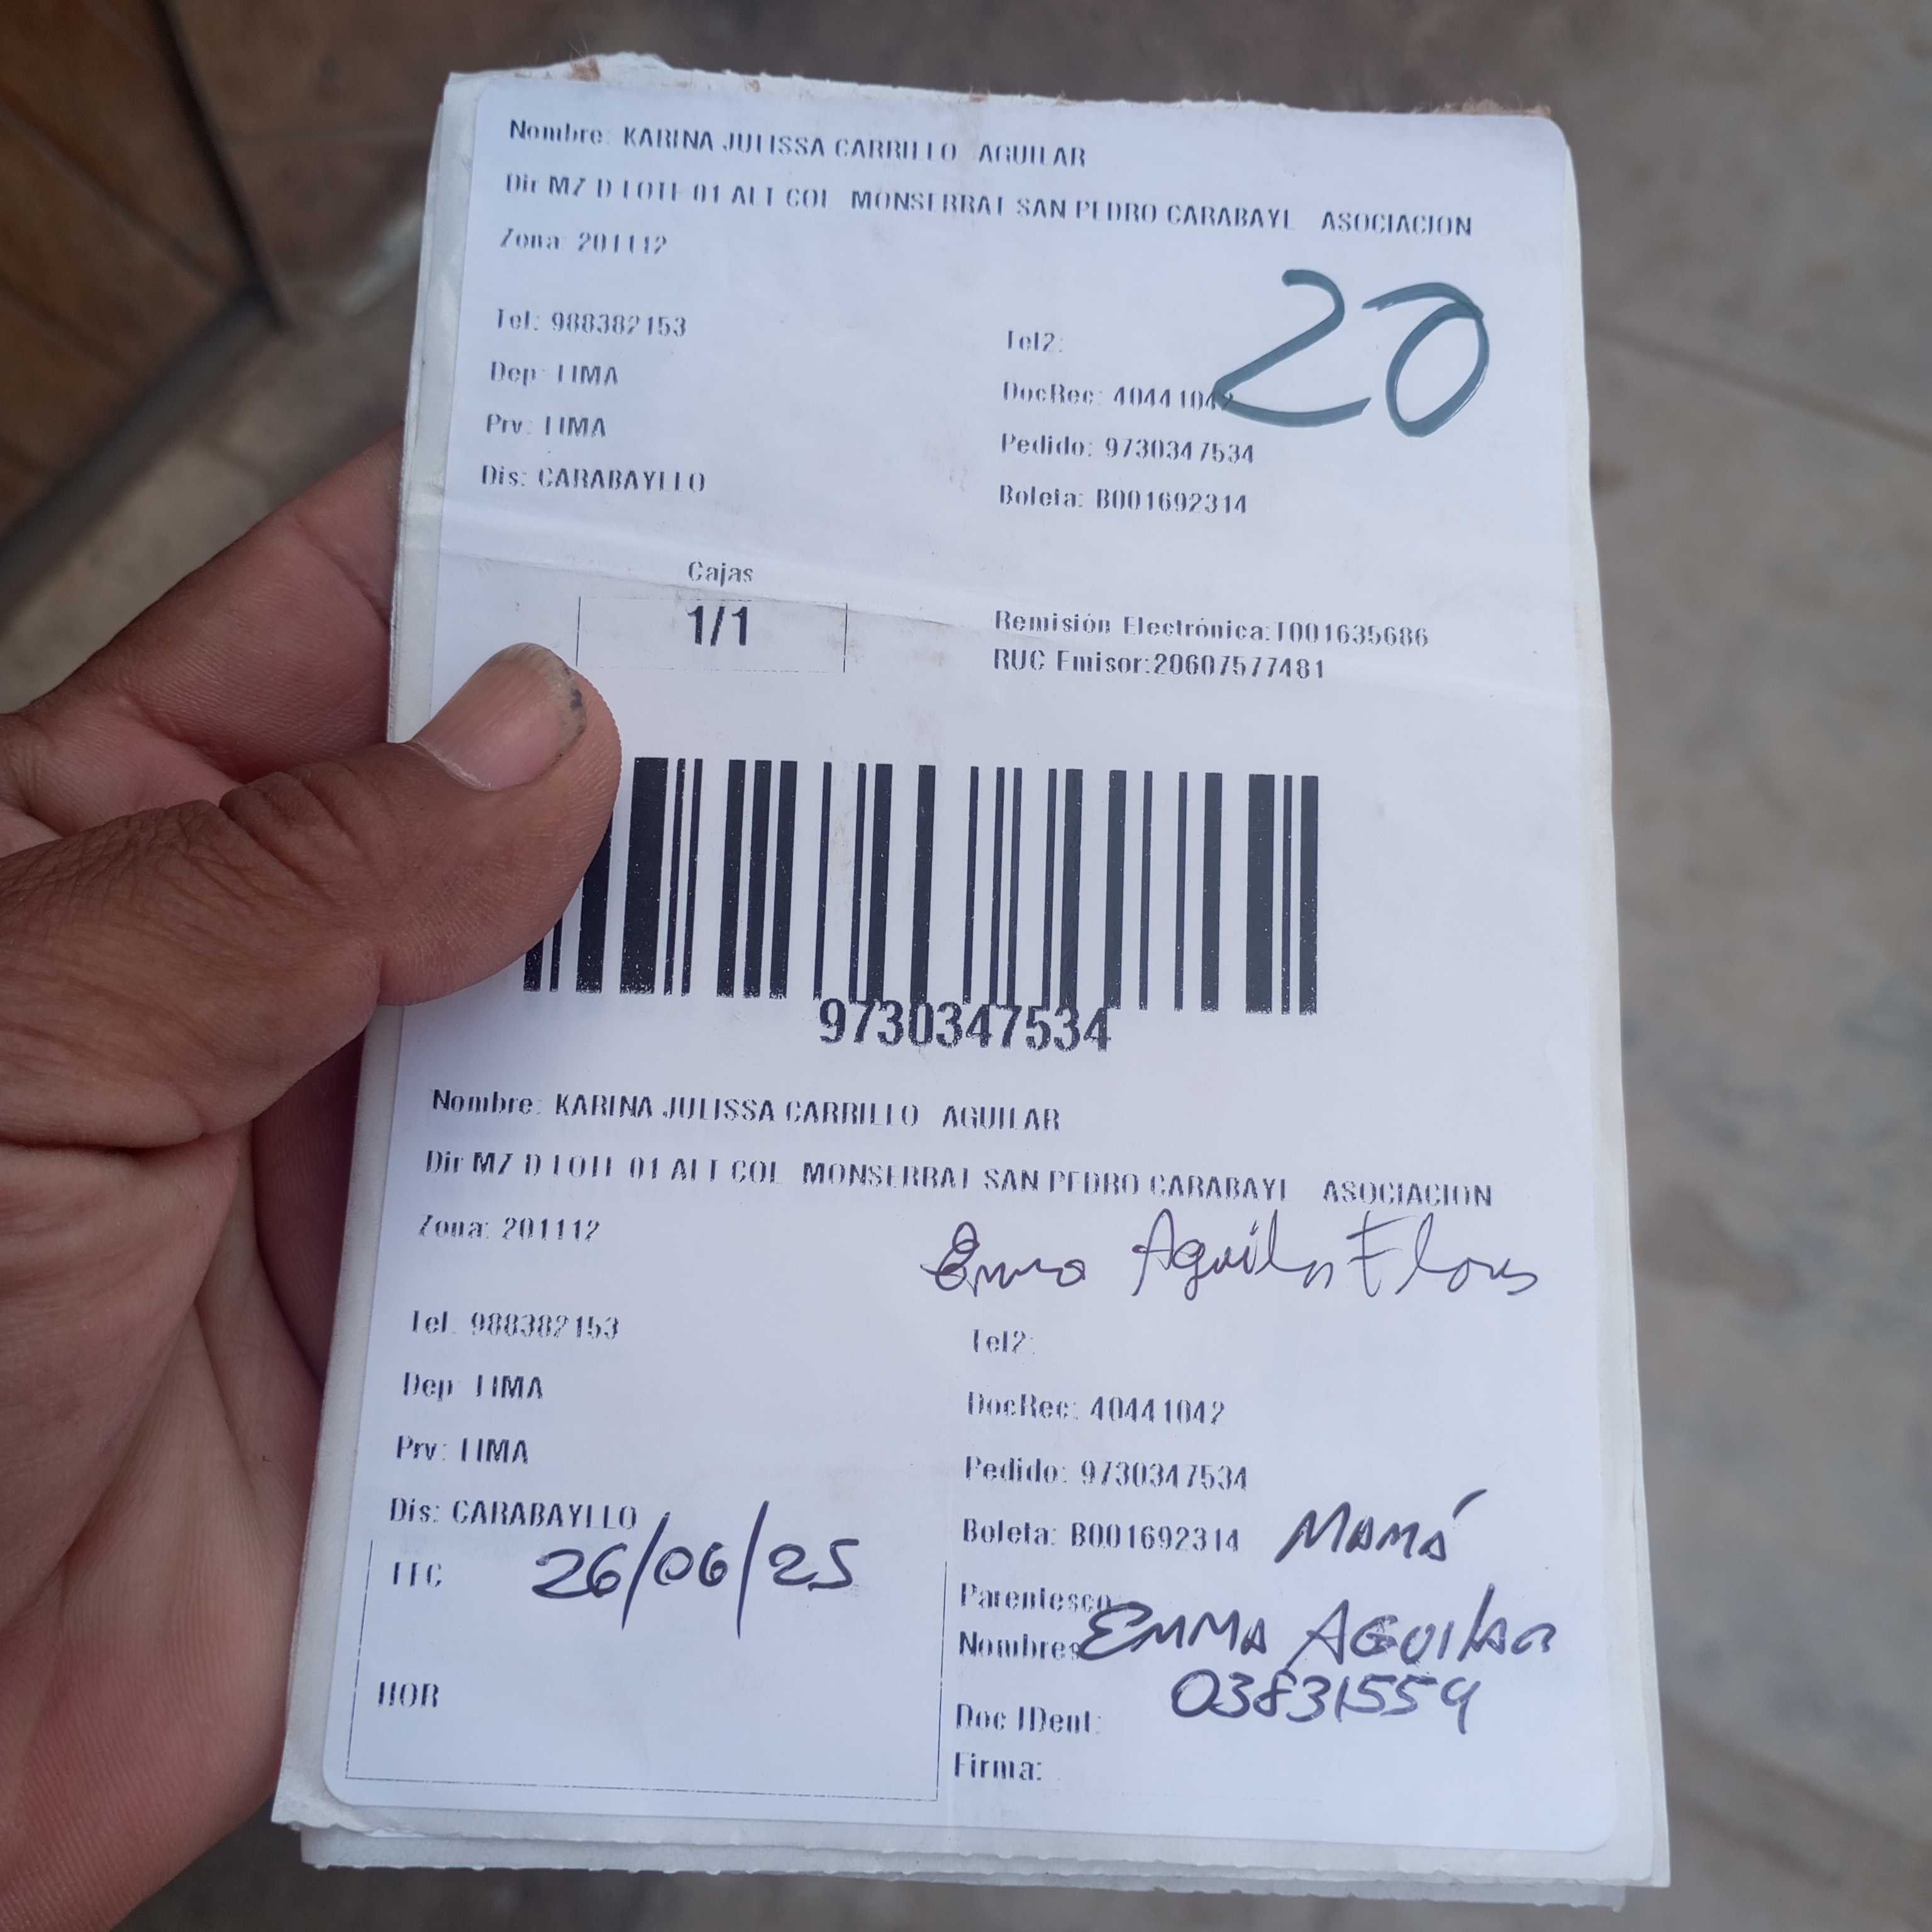 Nombre: KARINA JULISSA CARRILLO AGUILAR
Dir MZ D LOTE 01 ALT COL MONSERRAT SAN PEDRO CARABAYL ASOCIACION
Zona: 201112
20
Tel: 988382153
Tel2:
Dep: LIMA
DocRec: 40441042
Prv: LIMA
Pedido: 9730347534
Dis: CARABAYLLO
Boleta: B001692314
Cajas
1/1
Remisión Electrónica:T001635686
RUC Emisor:20607577481
9730347534
Nombre: KARINA JULISSA CARRILLO AGUILAR
Dir MZ D LOTE 01 ALT COL MONSERRAT SAN PEDRO CARABAYL ASOCIACION
Zona: 201112
Emma Aguilar Flores
Tel: 988382153
Tel2:
Dep: LIMA
DocRec: 40441042
Prv: LIMA
Pedido: 9730347534
Dis: CARABAYLLO
Boleta: B001692314 MAMÁ
FEC 26/06/25
Parentesco
Nombres EMMA AGUILAR
03831559
HOR
Doc IDent:
Firma: